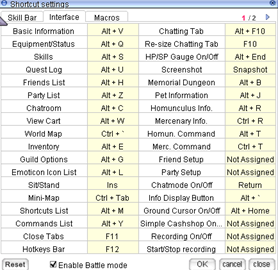 Shortcut settings
Skill Bar Interface Macros 1 / 2
Basic Information Alt + V Chatting Tab Alt + F10
Equipment/Status Alt + Q Re-size Chatting Tab F10
Skills Alt + S HP/SP Gauge On/Off Alt + End
Quest Log Alt + U Screenshot Snapshot
Friends List Alt + H Memorial Dungeon Alt + B
Party List Alt + Z Pet Information Alt + J
Chatroom Alt + C Homunculus Info. Alt + R
View Cart Alt + W Mercenary Info. Ctrl + R
World Map Ctrl + ` Homun. Command Alt + T
Inventory Alt + E Merc. Command Ctrl + T
Guild Options Alt + G Friend Setup Not Assigned
Emoticon Icon List Alt + L Party Setup Not Assigned
Sit/Stand Ins Chatmode On/Off Return
Mini-Map Ctrl + Tab Info Display Button Alt + `
Shortcuts List Alt + M Ground Cursor On/Off Alt + Home
Commands List Alt + Y Simple Cashshop On... Not Assigned
Close Tabs F11 Recording On/Off Not Assigned
Hotkeys Bar F12 Start/Stop recording Not Assigned
Reset Enable Battle mode OK cancel close